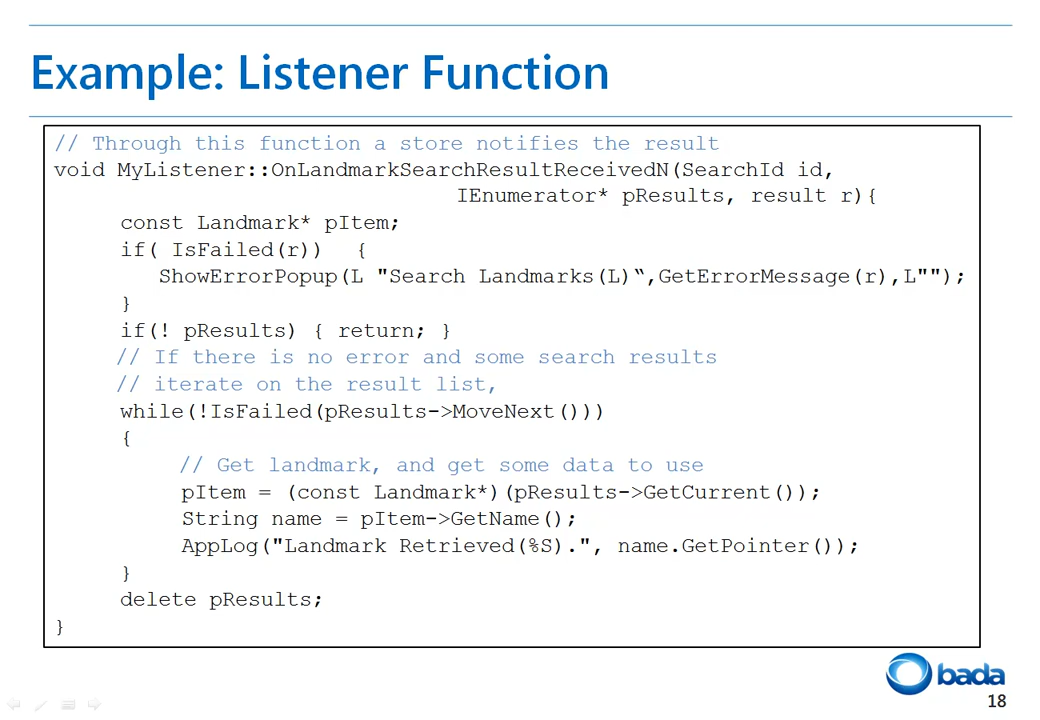 Example: Listener Function
// Through this function a store notifies the result
void MyListener::OnLandmarkSearchResultReceivedN(SearchId id,
IEnumerator* pResults, result r){
const Landmark* pItem;
if( IsFailed(r)) {
ShowErrorPopup(L "Search Landmarks(L)“,GetErrorMessage(r),L"");
}
if(! pResults) { return; }
// If there is no error and some search results
// iterate on the result list,
while(!IsFailed(pResults->MoveNext()))
{
// Get landmark, and get some data to use
pItem = (const Landmark*)(pResults->GetCurrent());
String name = pItem->GetName();
AppLog("Landmark Retrieved(%S).", name.GetPointer());
}
delete pResults;
}
bada
18